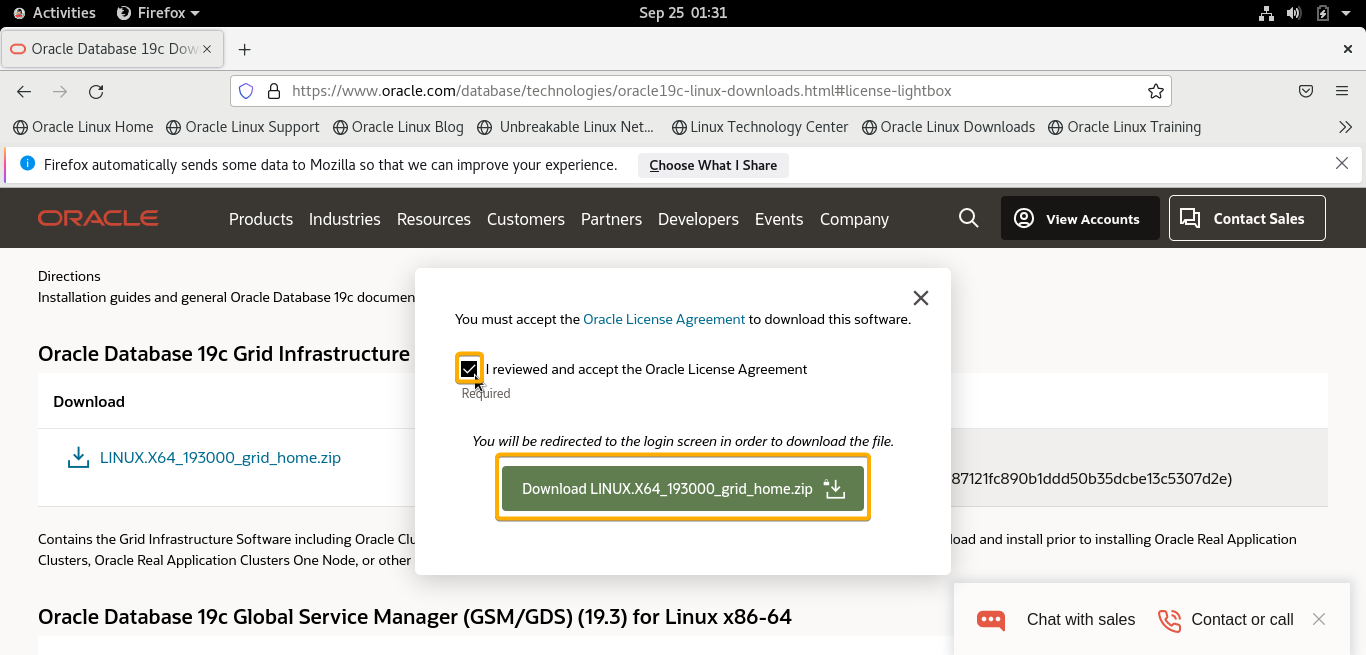 Activities Firefox Sep 25 01:31
Oracle Database 19c Dow
https://www.oracle.com/database/technologies/oracle19c-linux-downloads.html#license-lightbox
Oracle Linux Home Oracle Linux Support Oracle Linux Blog Unbreakable Linux Net... Linux Technology Center Oracle Linux Downloads Oracle Linux Training
Firefox automatically sends some data to Mozilla so that we can improve your experience. Choose What I Share
ORACLE Products Industries Resources Customers Partners Developers Events Company View Accounts Contact Sales
Directions
Installation guides and general Oracle Database 19c documen
You must accept the Oracle License Agreement to download this software.
Oracle Database 19c Grid Infrastructure
I reviewed and accept the Oracle License Agreement
Required
Download
You will be redirected to the login screen in order to download the file.
LINUX.X64_193000_grid_home.zip
87121fc890b1ddd50b35dcbe13c5307d2e)
Download LINUX.X64_193000_grid_home.zip
Contains the Grid Infrastructure Software including Oracle Clu load and install prior to installing Oracle Real Application
Clusters, Oracle Real Application Clusters One Node, or other
Oracle Database 19c Global Service Manager (GSM/GDS) (19.3) for Linux x86-64
Chat with sales Contact or call